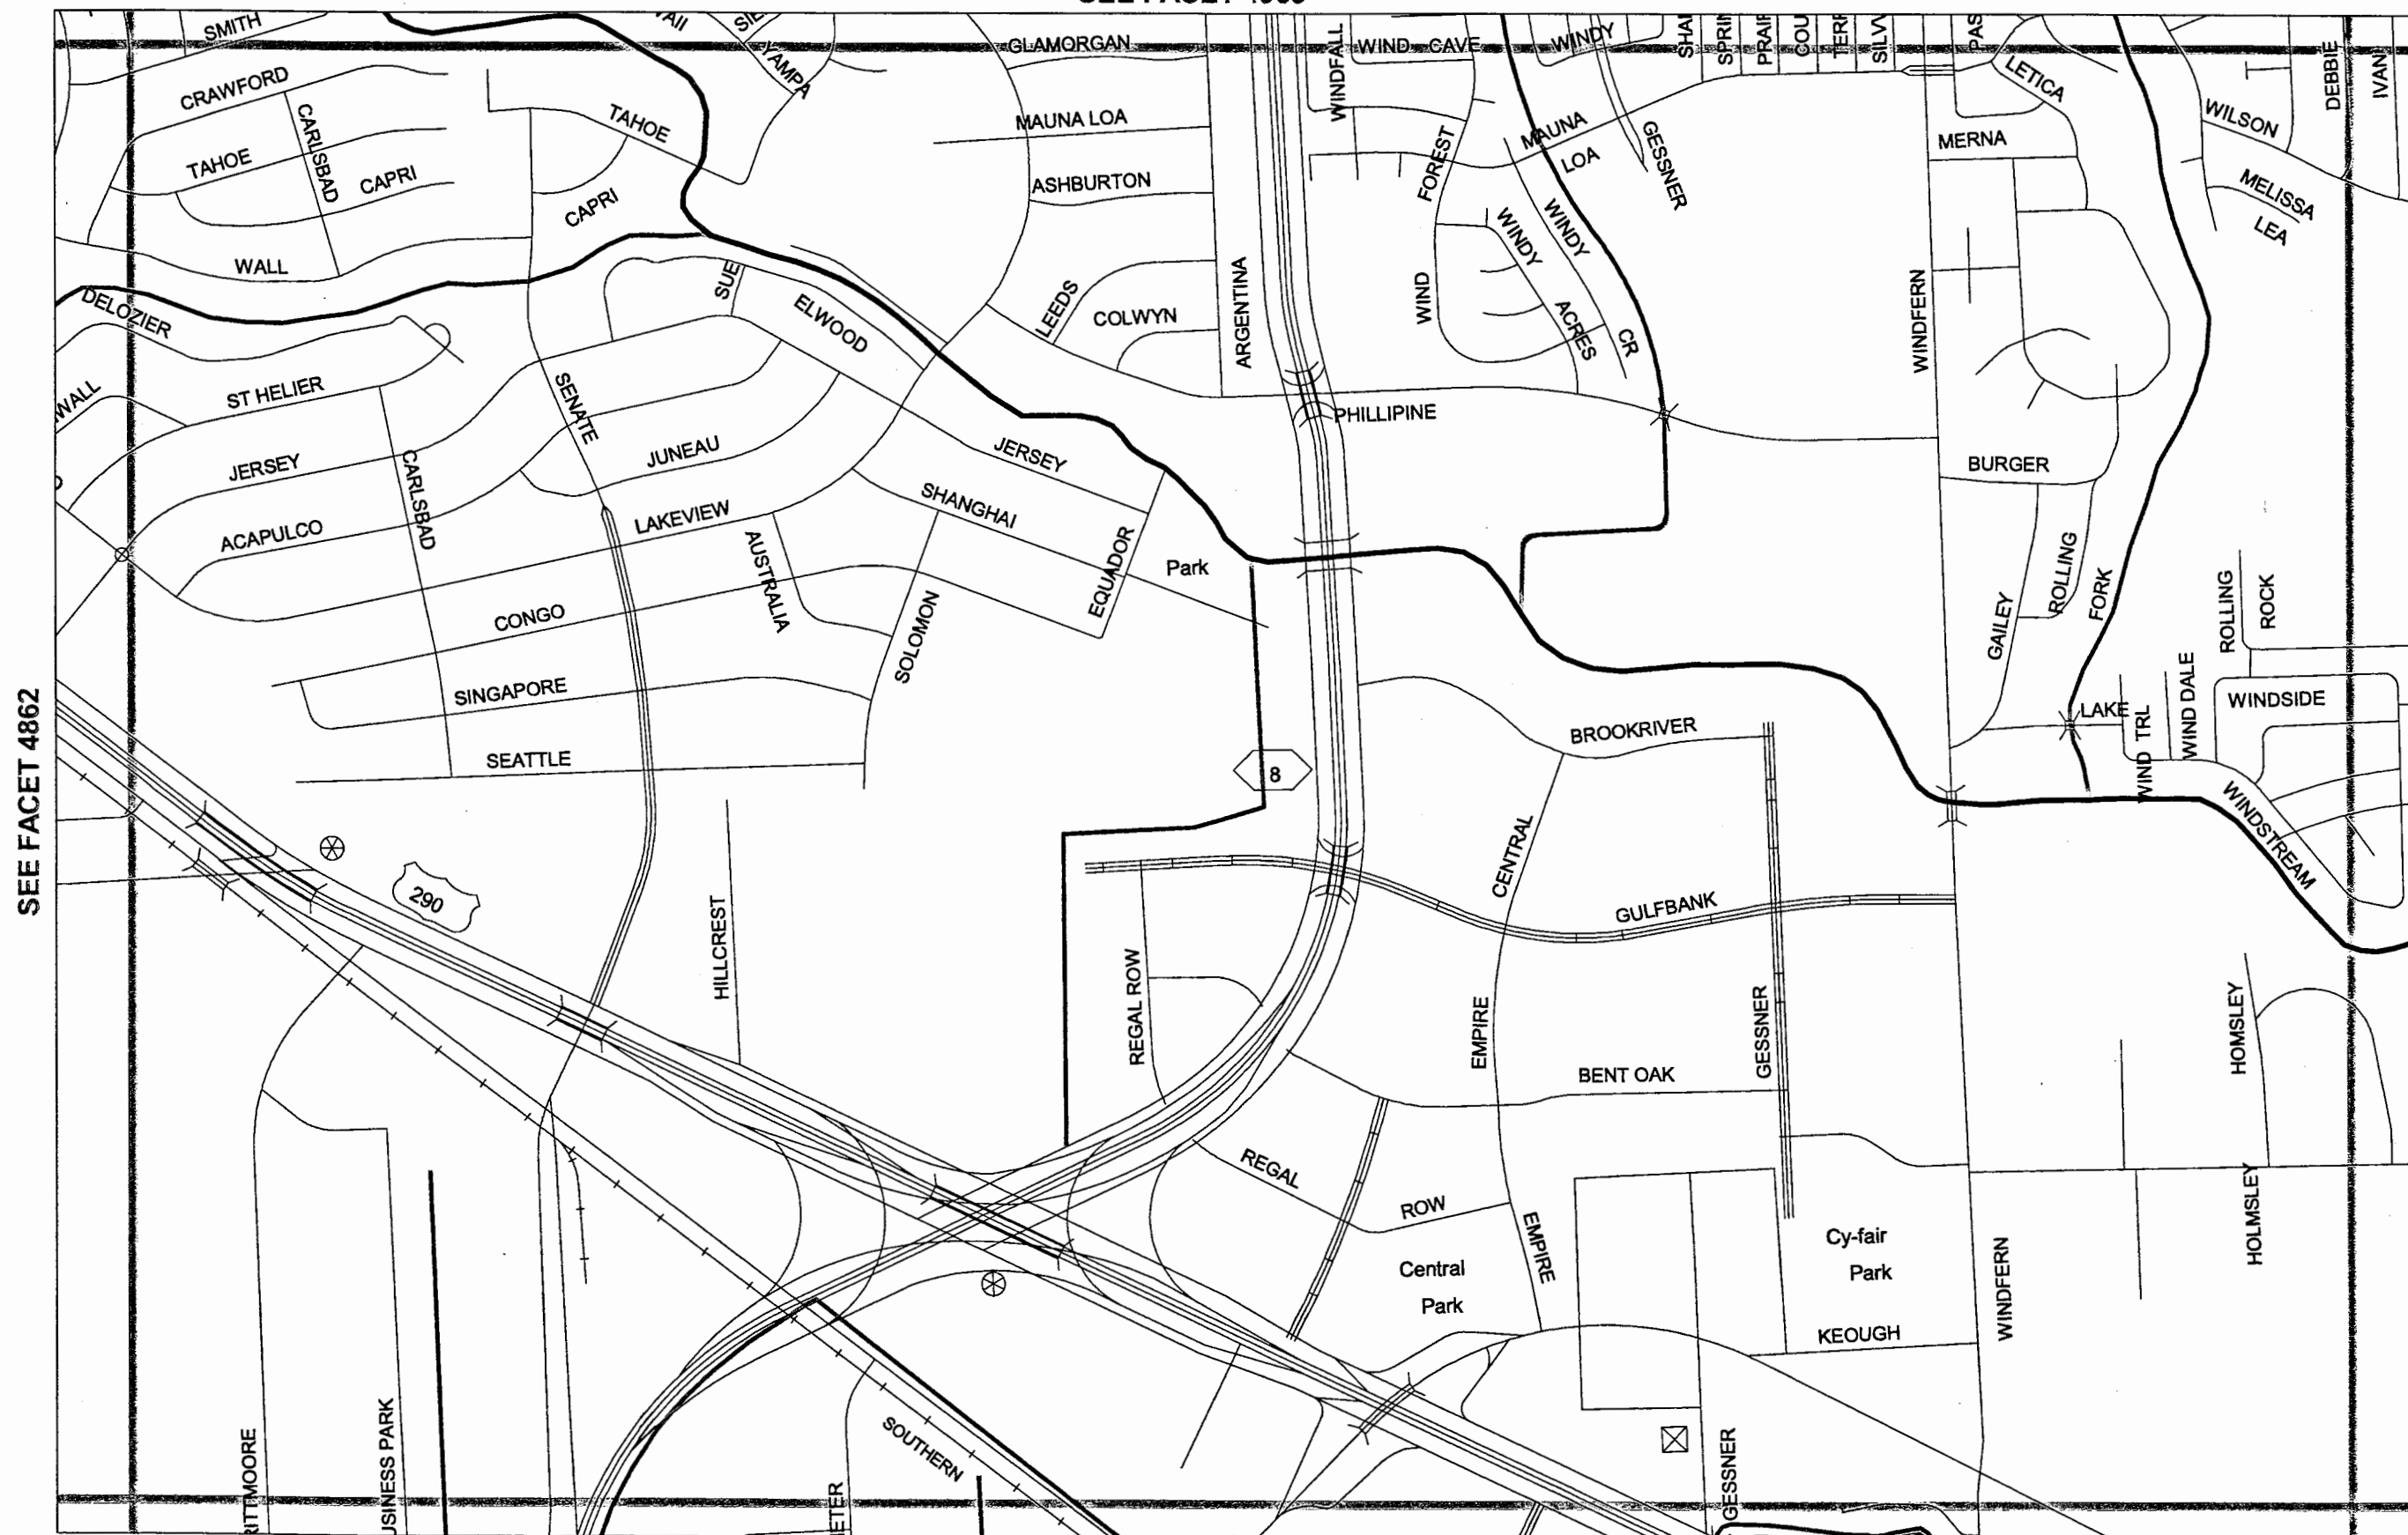 SMITH
GLAMORGAN
WINDFALL
WIND CAVE
WINDY
LETICA
DEBBIE
CRAWFORD
CARLSBAD
TAHOE
YAMPA
MAUNA LOA
FOREST
MAUNA
LOA
GESSNER
MERNA
WILSON
TAHOE
CAPRI
CAPRI
ASHBURTON
WINDY
WINDY
MELISSA
LEA
WALL
DELOZIER
SUE
ELWOOD
LEEDS
COLWYN
ARGENTINA
WIND
ACRES
CR
WINDFERN
WALL
ST HELIER
SENATE
PHILLIPINE
JERSEY
CARLSBAD
JUNEAU
JERSEY
BURGER
ACAPULCO
LAKEVIEW
SHANGHAI
AUSTRALIA
EQUADOR
Park
GAILEY
ROLLING
FORK
ROLLING
ROCK
CONGO
SOLOMON
SINGAPORE
SEATTLE
BROOKRIVER
LAKE
WIND TRL
WIND DALE
WINDSIDE
SEE FACET 4862
8
290
HILLCREST
CENTRAL
GULFBANK
WINDSTREAM
REGAL ROW
EMPIRE
GESSNER
BENT OAK
HOMSLEY
REGAL
ROW
EMPIRE
Central
Park
Cy-fair
Park
KEOUGH
WINDFERN
HOLMSLEY
SOUTHERN
GESSNER